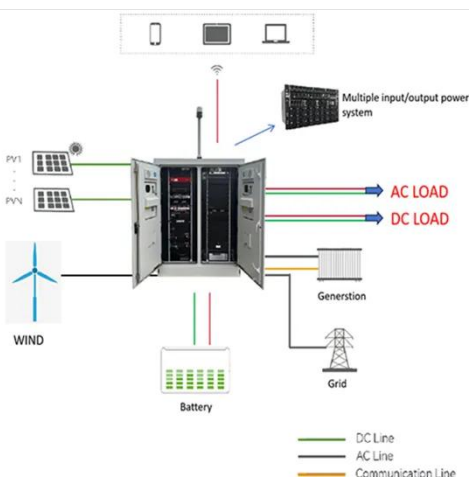 Multiple input/output power
system
PV1
PVN
AC LOAD
DC LOAD
Generstion
WIND
Grid
Battery
DC Line
AC Line
Communication Line